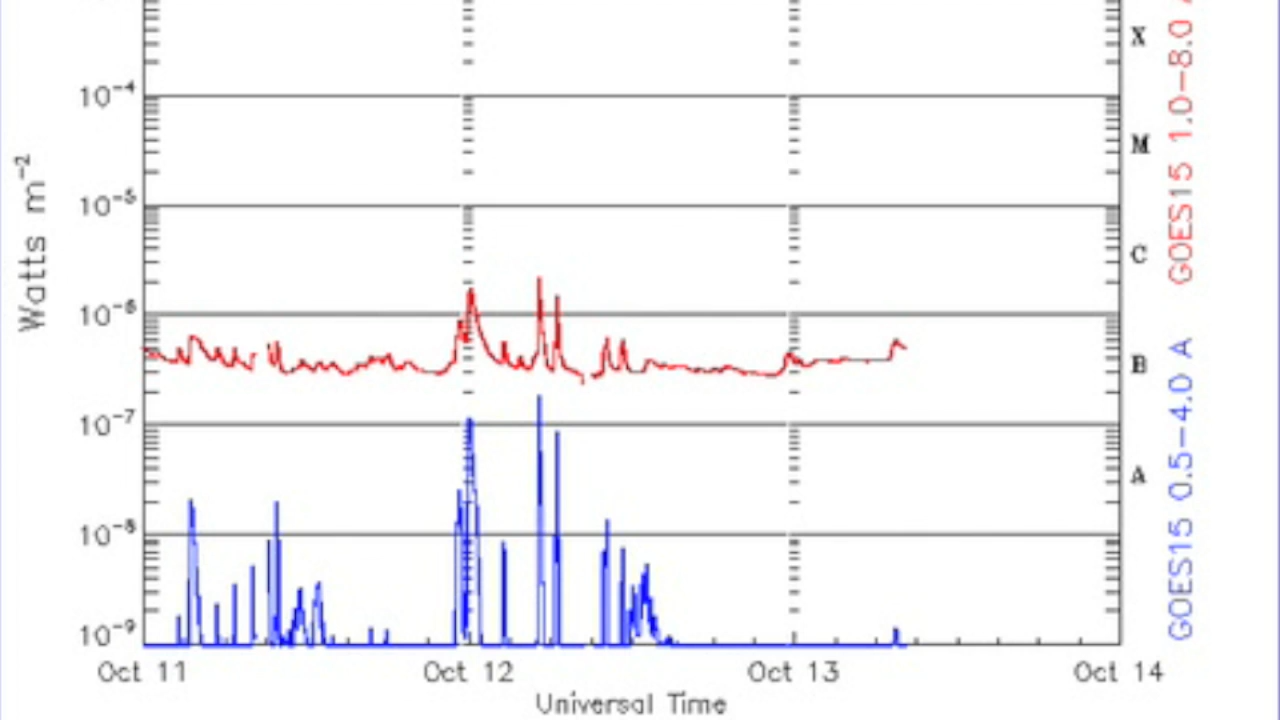 Watts m⁻²
10⁻⁴
10⁻⁵
10⁻⁶
10⁻⁷
10⁻⁸
10⁻⁹
Oct 11
Oct 12
Oct 13
Oct 14
Universal Time
X
M
C
B
A
GOES15 1.0–8.0
GOES15 0.5–4.0 A